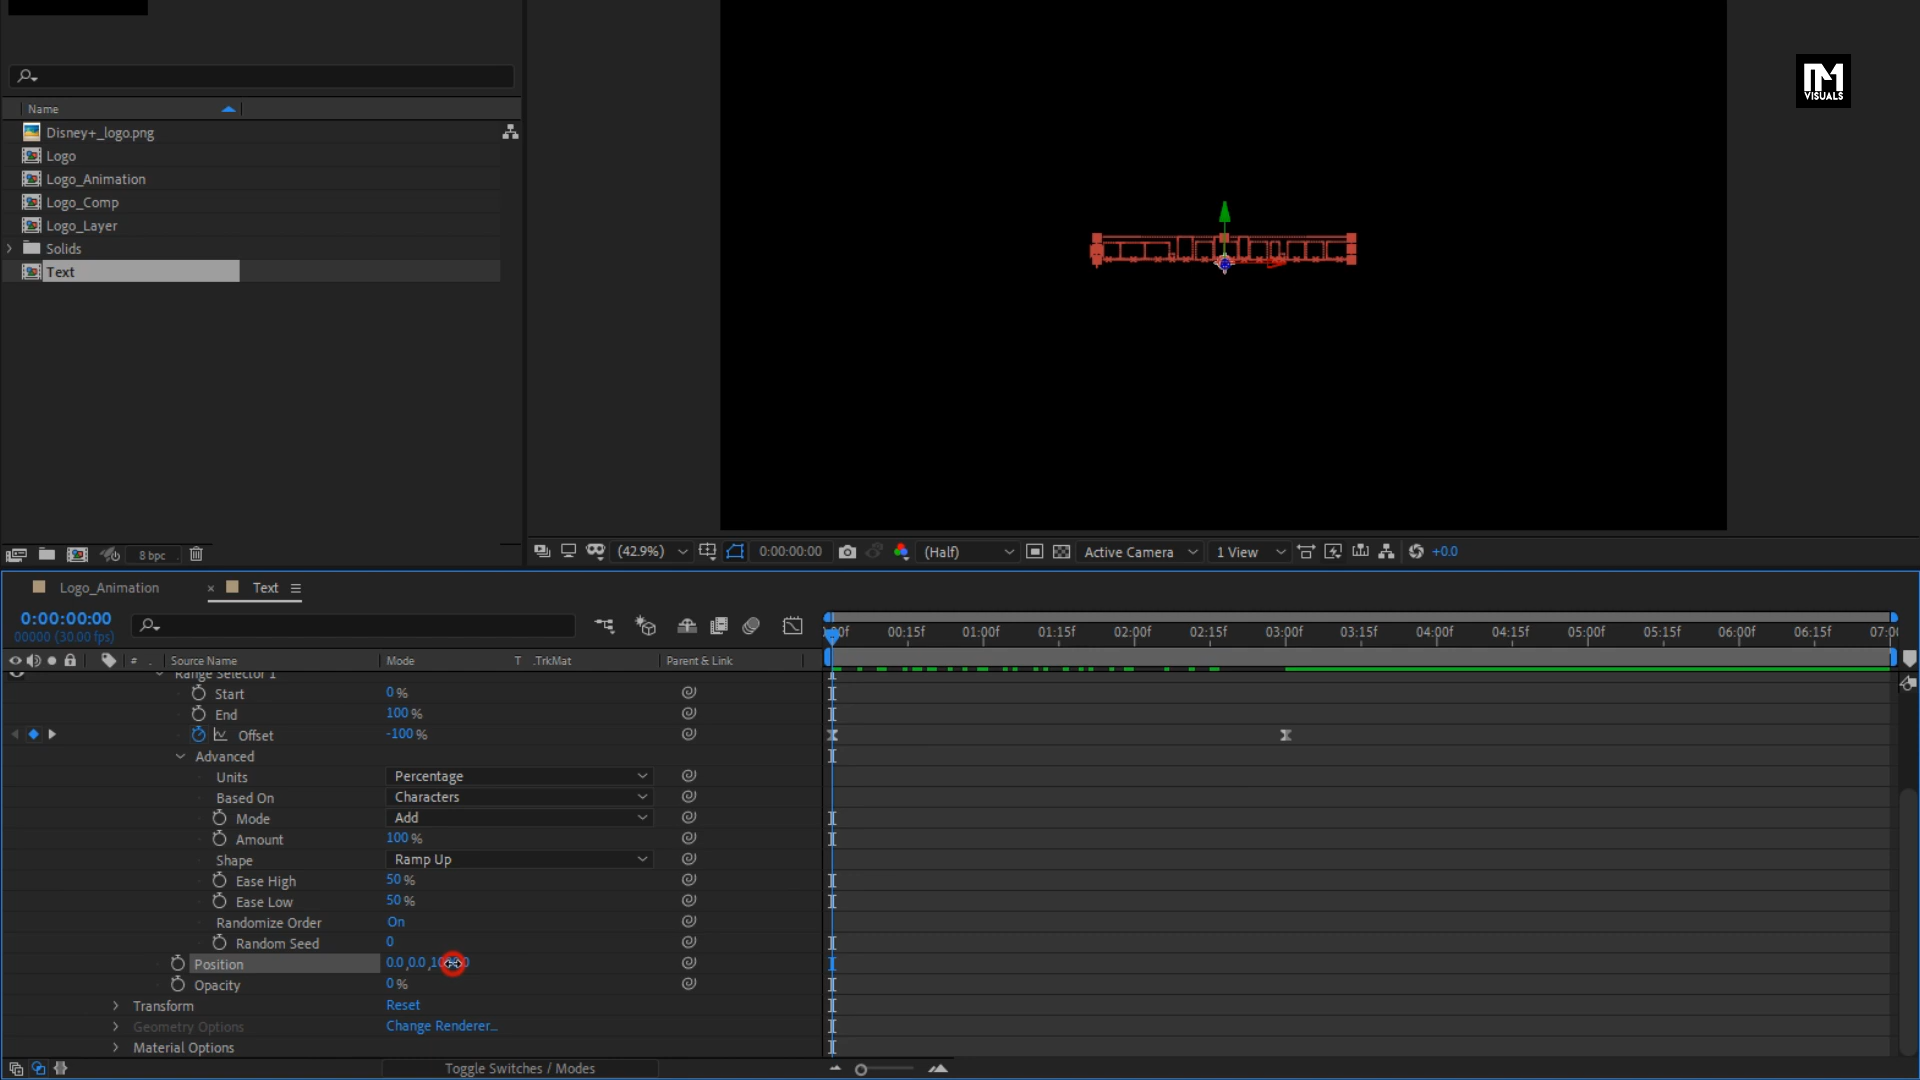 IM
VISUALS
Name
Disney+_logo.png
Logo
Logo_Animation
Logo_Comp
Logo_Layer
Solids
Text
8 bpc
(42.9%)
0:00:00:00
(Half)
Active Camera
1 View
+0.0
Logo_Animation
× Text
0:00:00:00
00000 (30.00 fps)
00:15f 01:00f 01:15f 02:00f 02:15f 03:00f 03:15f 04:00f 04:15f 05:00f 05:15f 06:00f 06:15f
# Source Name Mode T .TrkMat Parent & Link
Range Selector 1
Start 0 %
End 100 %
Offset -100 %
Advanced
Units Percentage
Based On Characters
Mode Add
Amount 100 %
Shape Ramp Up
Ease High 50 %
Ease Low 50 %
Randomize Order On
Random Seed 0
Position 0.0 ,0.0 ,
Opacity 0 %
Transform Reset
Geometry Options Change Renderer...
Material Options
Toggle Switches / Modes